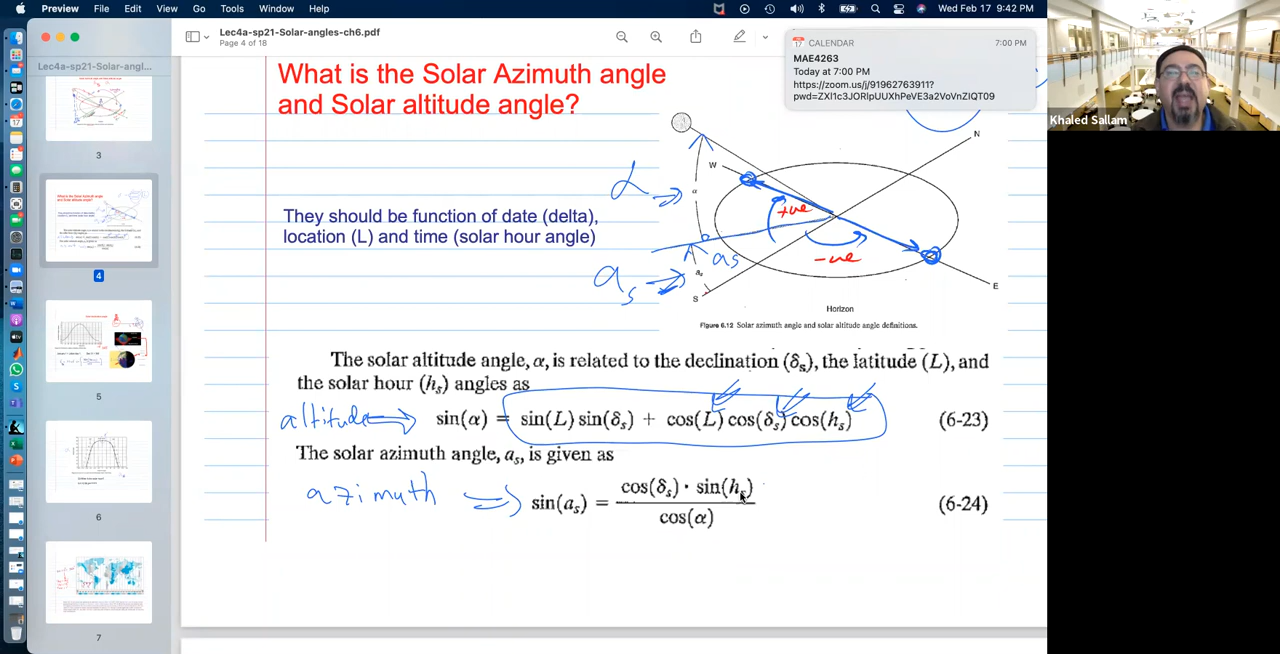 Preview File Edit View Go Tools Window Help
Wed Feb 17 9:42 PM
Lec4a-sp21-Solar-angles-ch6.pdf
Page 4 of 18
CALENDAR 7:00 PM
MAE4263
Today at 7:00 PM
https://zoom.us/j/91962763911?
pwd=ZXl1c3JORlpUUXhPeVE3a2VoVnZIQT09
Khaled Sallam
Lec4a-sp21-Solar-angl...
3
4
5
6
7
17
What is the Solar Azimuth angle
and Solar altitude angle?
They should be function of date (delta),
location (L) and time (solar hour angle)
N
W
α
α
+ve
-ve
as
as
as
S
E
Horizon
Figure 6.12 Solar azimuth angle and solar altitude angle definitions.
The solar altitude angle, α, is related to the declination (δs), the latitude (L), and
the solar hour (hs) angles as
altitude
sin(α) = sin(L) sin(δs) + cos(L) cos(δs) cos(hs) (6-23)
The solar azimuth angle, as, is given as
azimuth
sin(as) = cos(δs) · sin(hs) / cos(α) (6-24)